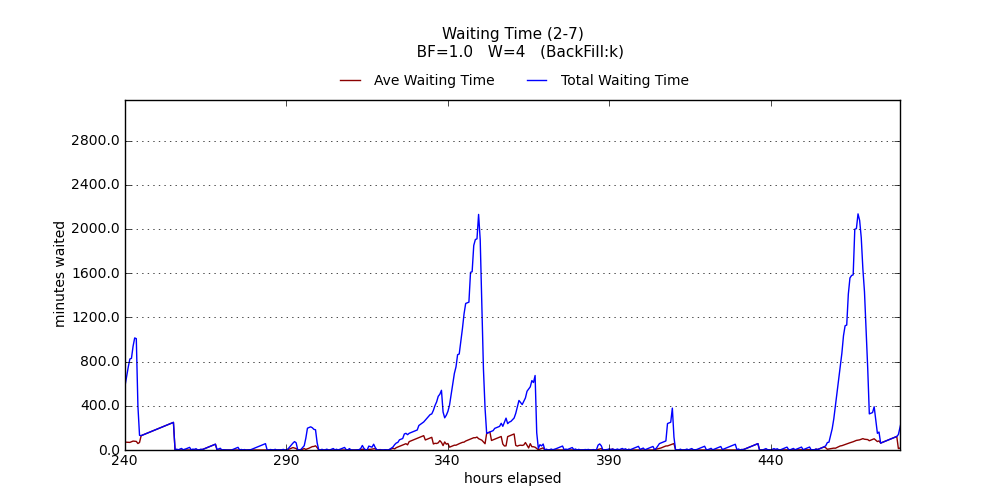 Waiting Time (2-7)
BF=1.0 W=4 (BackFill:k)
Ave Waiting Time Total Waiting Time
2800.0
2400.0
2000.0
1600.0
1200.0
800.0
400.0
0.0
minutes waited
240 290 340 390 440
hours elapsed